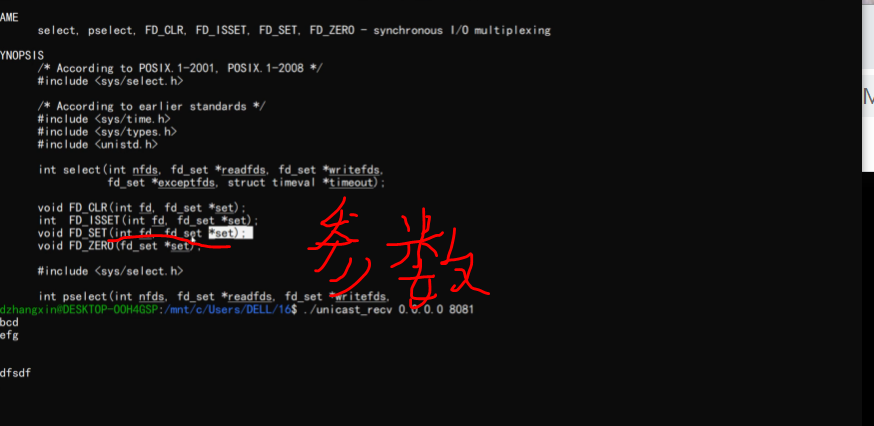 AME
select, pselect, FD_CLR, FD_ISSET, FD_SET, FD_ZERO - synchronous I/O multiplexing
YNOPSIS
/* According to POSIX.1-2001, POSIX.1-2008 */
#include <sys/select.h>
/* According to earlier standards */
#include <sys/time.h>
#include <sys/types.h>
#include <unistd.h>
int select(int nfds, fd_set *readfds, fd_set *writefds,
fd_set *exceptfds, struct timeval *timeout);
void FD_CLR(int fd, fd_set *set);
int FD_ISSET(int fd, fd_set *set);
void FD_SET(int fd, fd_set *set);
void FD_ZERO(fd_set *set);
参数
#include <sys/select.h>
int pselect(int nfds, fd_set *readfds, fd_set *writefds,
dzhangxin@DESKTOP-OOH4GSP:/mnt/c/Users/DELL/16$ ./unicast_recv 0.0.0.0 8081
bcd
efg
dfsdf